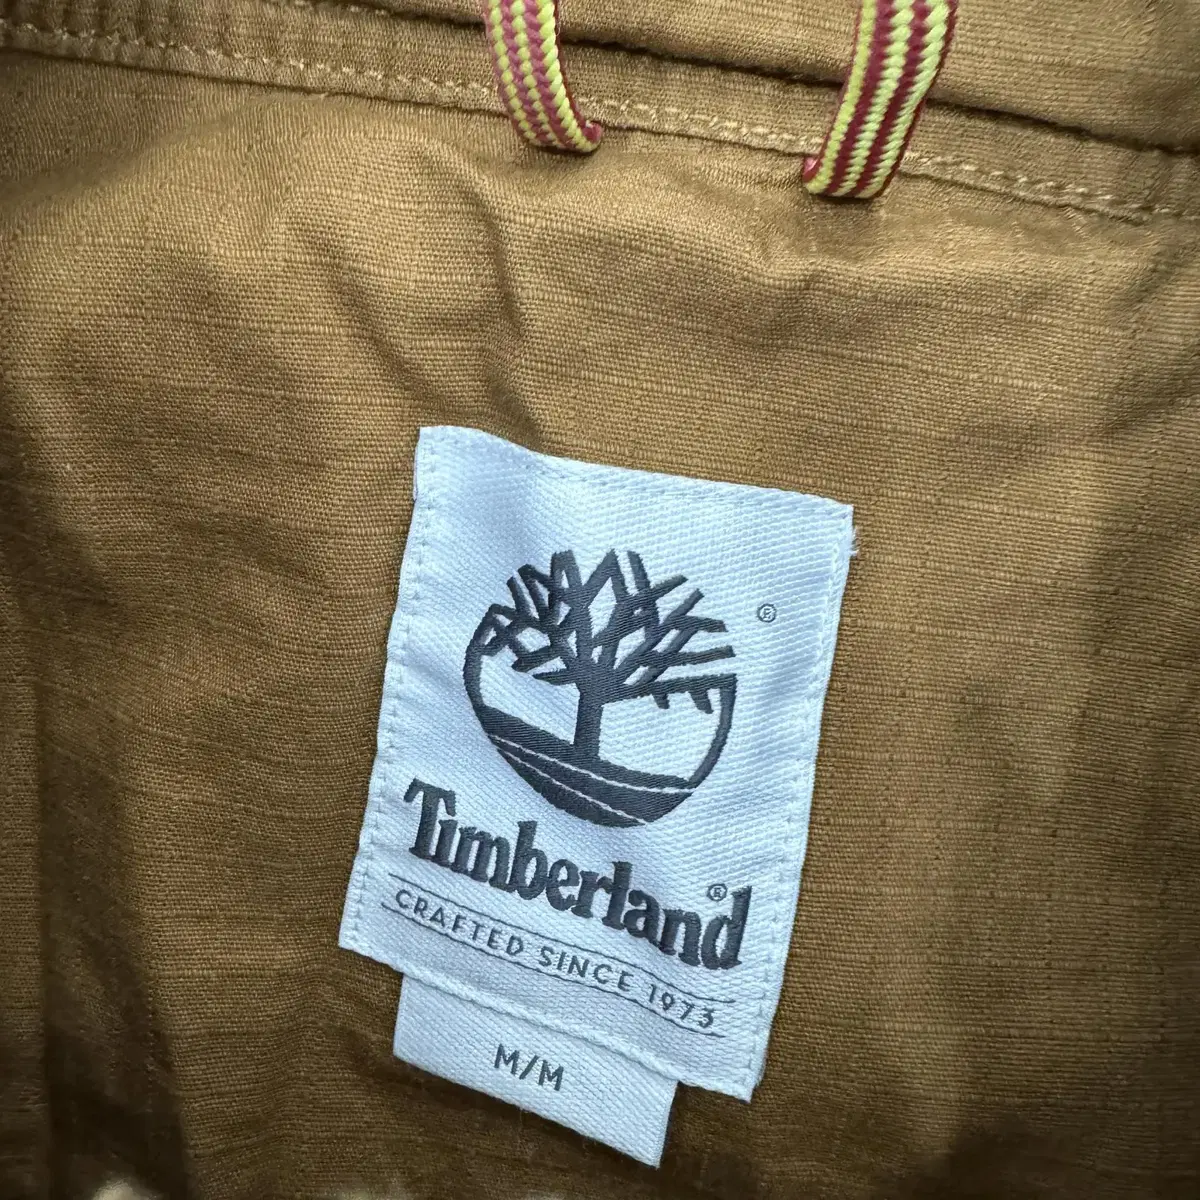 ®
Timberland®
CRAFTED SINCE 1973
M/M